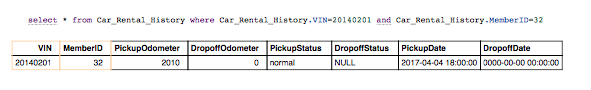 select * from Car_Rental_History where Car_Rental_History.VIN=20140201 and Car_Rental_History.MemberID=32
VIN MemberID PickupOdometer DropoffOdometer PickupStatus DropoffStatus PickupDate DropoffDate
20140201 32 2010 0 normal NULL 2017-04-04 18:00:00 0000-00-00 00:00:00